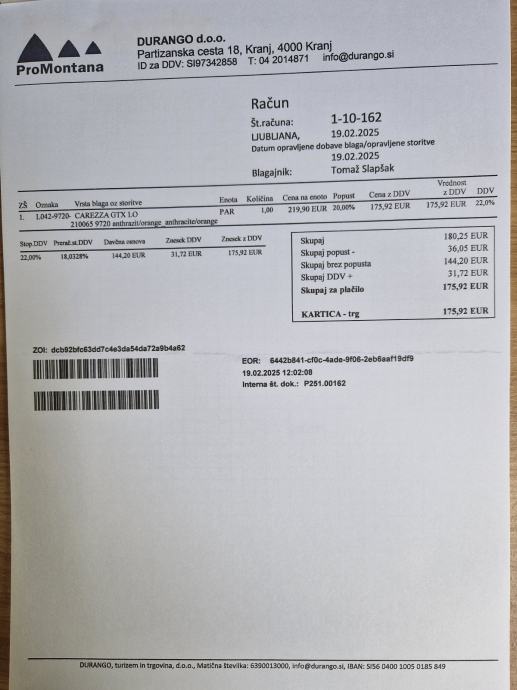 ProMontana
DURANGO d.o.o.
Partizanska cesta 18, Kranj, 4000 Kranj
ID za DDV: SI97342858 T: 04 2014871 info@durango.si
Račun
Št.računa: 1-10-162
LJUBLJANA, 19.02.2025
Datum opravljene dobave blaga/opravljene storitve
19.02.2025
Blagajnik: Tomaž Slapšak
ZŠ Oznaka Vrsta blaga oz storitve Enota Količina Cena na enoto Popust Cena z DDV Vrednost z DDV DDV
1. L042-9720- CAREZZA GTX LO PAR 1,00 219,90 EUR 20,00% 175,92 EUR 175,92 EUR 22,0%
210065 9720 anthrazit/orange_anthracite/orange
Stop.DDV Prerač.st.DDV Davčna osnova Znesek DDV Znesek z DDV
22,00% 18,0328% 144,20 EUR 31,72 EUR 175,92 EUR
Skupaj 180,25 EUR
Skupaj popust - 36,05 EUR
Skupaj brez popusta 144,20 EUR
Skupaj DDV + 31,72 EUR
Skupaj za plačilo 175,92 EUR
KARTICA - trg 175,92 EUR
ZOI: dcb92bfc63dd7c4e3da54da72a9b4a62
EOR: 6442b841-cf0c-4ade-9f06-2eb6aaf19df9
19.02.2025 12:02:08
Interna št. dok.: P251.00162
DURANGO, turizem in trgovina, d.o.o., Matična številka: 6390013000, info@durango.si, IBAN: SI56 0400 1005 0185 849